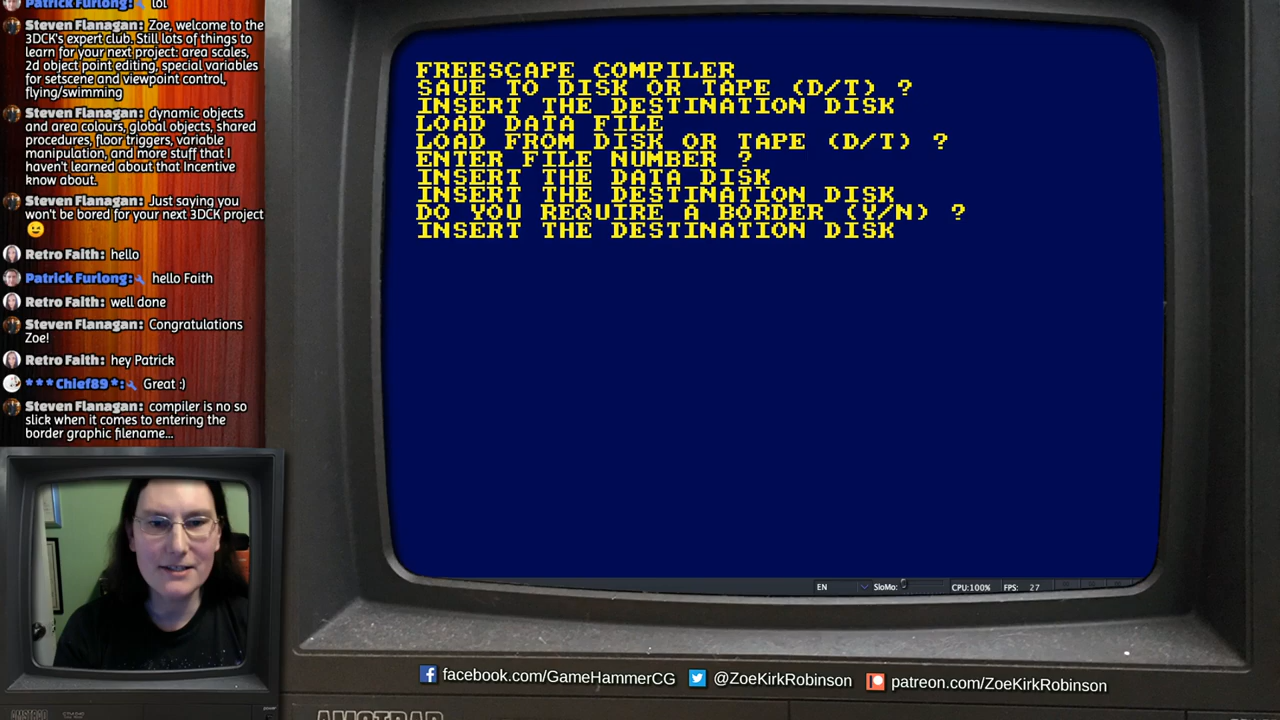 Patrick Furlong: lol
Steven Flanagan: Zoe, welcome to the
3DCK's expert club. Still lots of things to
learn for your next project: area scales,
2d object point editing, special variables
for setscene and viewpoint control,
flying/swimming
Steven Flanagan: dynamic objects
and area colours, global objects, shared
procedures, floor triggers, variable
manipulation, and more stuff that I
haven't learned about that Incentive
know about.
Steven Flanagan: Just saying you
won't be bored for your next 3DCK project
Retro Faith: hello
Patrick Furlong: hello Faith
Retro Faith: well done
Steven Flanagan: Congratulations
Zoe!
Retro Faith: hey Patrick
***Chief89*: Great :)
Steven Flanagan: compiler is no so
slick when it comes to entering the
border graphic filename...
FREESCAPE COMPILER
SAVE TO DISK OR TAPE (D/T) ?
INSERT THE DESTINATION DISK
LOAD DATA FILE
LOAD FROM DISK OR TAPE (D/T) ?
ENTER FILE NUMBER ?
INSERT THE DATA DISK
INSERT THE DESTINATION DISK
DO YOU REQUIRE A BORDER (Y/N) ?
INSERT THE DESTINATION DISK
EN SloMo: CPU:100% FPS: 27
facebook.com/GameHammerCG @ZoeKirkRobinson patreon.com/ZoeKirkRobinson
AMSTRAD
AMSTRAD